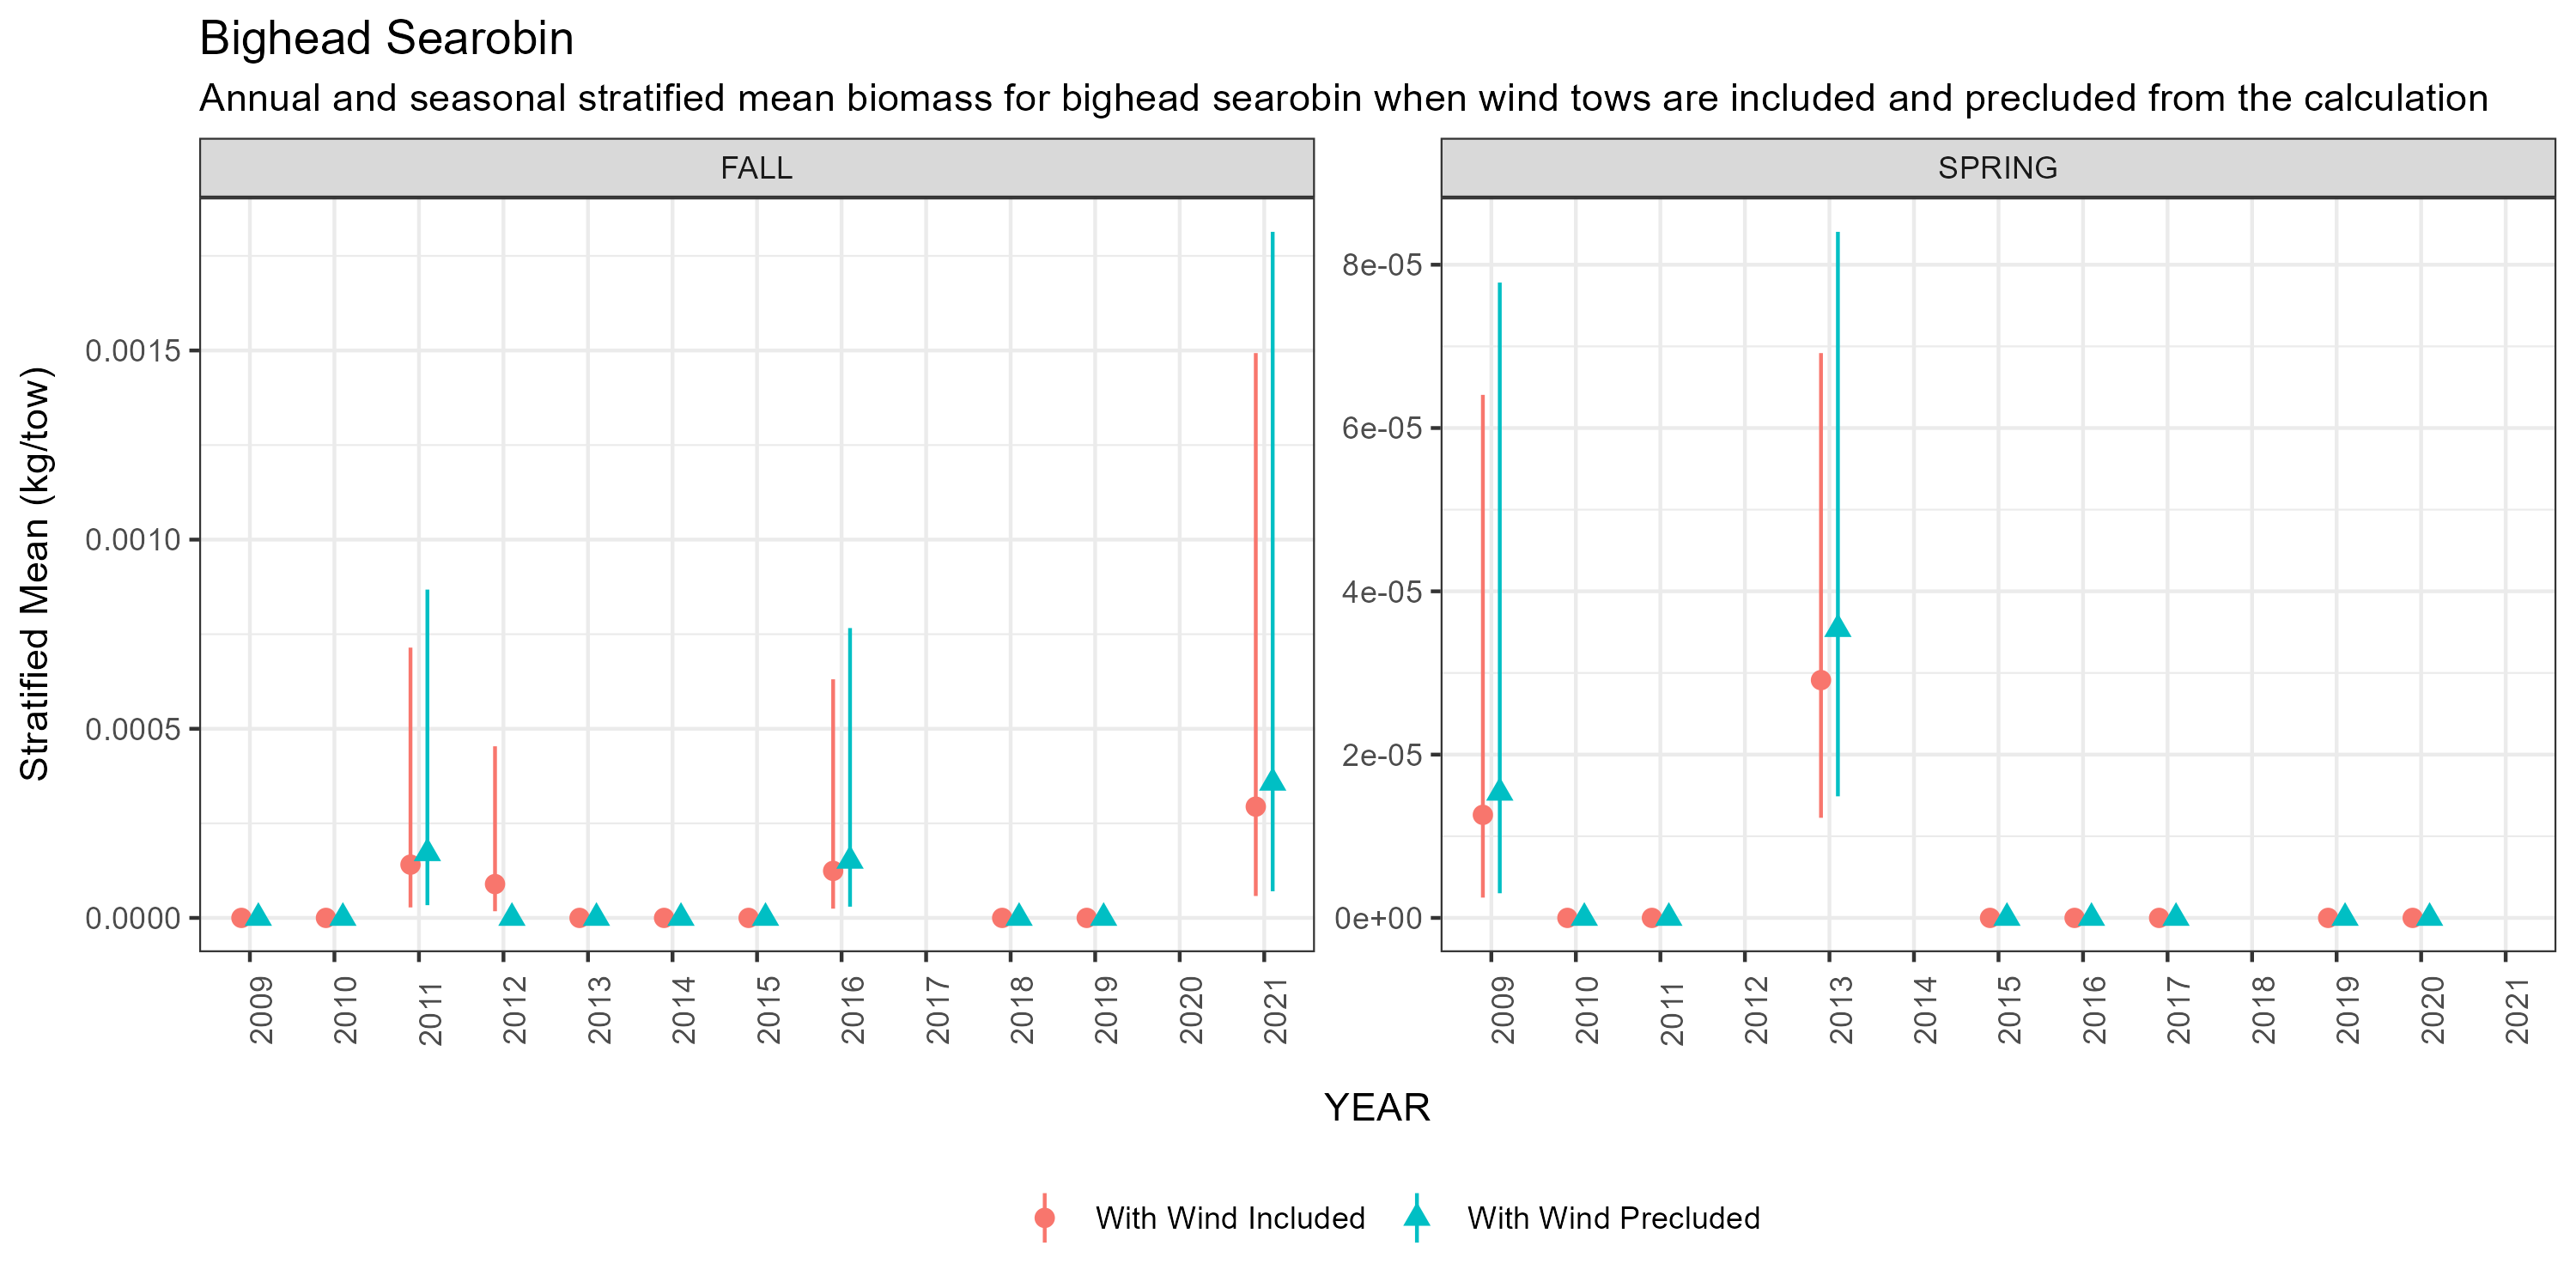 Bighead Searobin
Annual and seasonal stratified mean biomass for bighead searobin when wind tows are included and precluded from the calculation
FALL
SPRING
Stratified Mean (kg/tow)
0.0015
0.0010
0.0005
0.0000
8e-05
6e-05
4e-05
2e-05
0e+00
2009
2010
2011
2012
2013
2014
2015
2016
2017
2018
2019
2020
2021
2009
2010
2011
2012
2013
2014
2015
2016
2017
2018
2019
2020
2021
YEAR
With Wind Included
With Wind Precluded